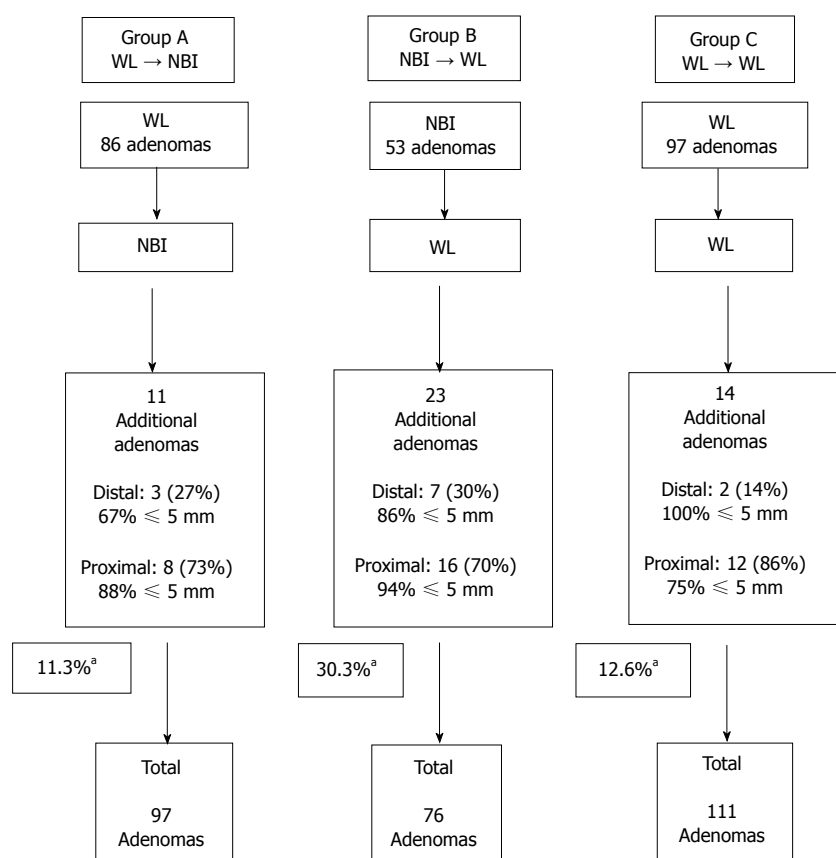 Group A
WL → NBI
WL
86 adenomas
NBI
11
Additional
adenomas
Distal: 3 (27%)
67% ≤ 5 mm
Proximal: 8 (73%)
88% ≤ 5 mm
11.3%ᵃ
Total
97
Adenomas
Group B
NBI → WL
NBI
53 adenomas
WL
23
Additional
adenomas
Distal: 7 (30%)
86% ≤ 5 mm
Proximal: 16 (70%)
94% ≤ 5 mm
30.3%ᵃ
Total
76
Adenomas
Group C
WL → WL
WL
97 adenomas
WL
14
Additional
adenomas
Distal: 2 (14%)
100% ≤ 5 mm
Proximal: 12 (86%)
75% ≤ 5 mm
12.6%ᵃ
Total
111
Adenomas